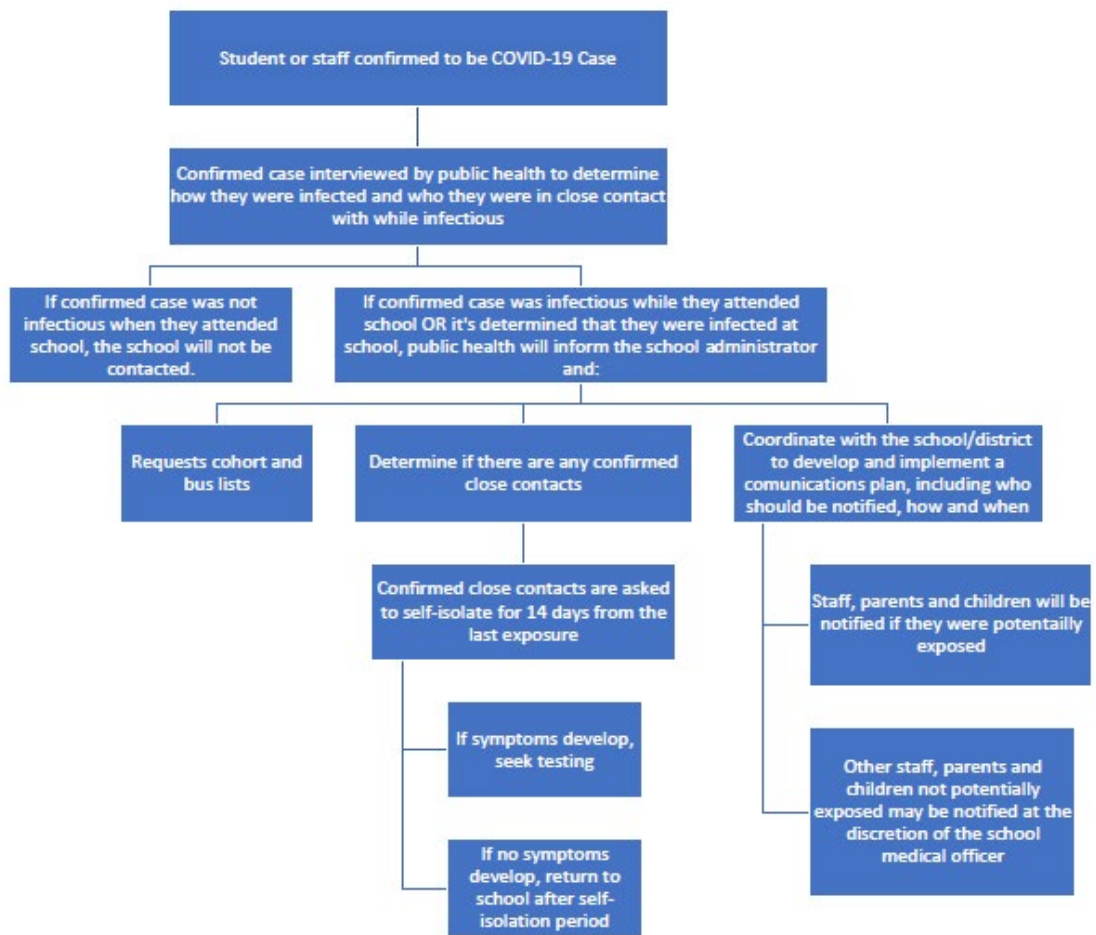 Student or staff confirmed to be COVID-19 Case
Confirmed case interviewed by public health to determine
how they were infected and who they were in close contact
with while infectious
If confirmed case was not
infectious when they attended
school, the school will not be
contacted.
If confirmed case was infectious while they attended
school OR it's determined that they were infected at
school, public health will inform the school administrator
and:
Requests cohort and
bus lists
Determine if there are any confirmed
close contacts
Coordinate with the school/district
to develop and implement a
comunications plan, including who
should be notified, how and when
Confirmed close contacts are asked
to self-isolate for 14 days from the
last exposure
Staff, parents and children will be
notified if they were potentailly
exposed
If symptoms develop,
seek testing
Other staff, parents and
children not potentially
exposed may be notified at the
discretion of the school
medical officer
If no symptoms
develop, return to
school after self-
isolation period